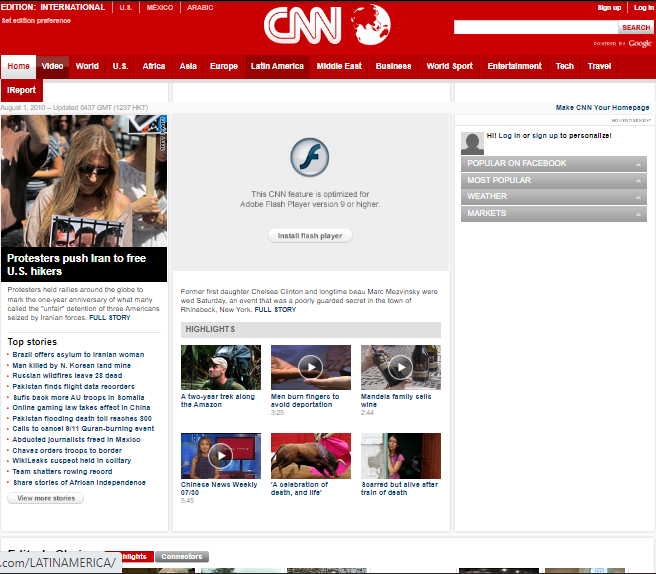 EDITION: INTERNATIONAL U.S. MÉXICO ARABIC
Set edition preference
CNN
Sign up Log in
SEARCH
POWERED BY Google
Home Video World U.S. Africa Asia Europe Latin America Middle East Business World Sport Entertainment Tech Travel
iReport
August 1, 2010 -- Updated 0437 GMT (1237 HKT)
Make CNN Your Homepage
Protesters push Iran to free
U.S. hikers
Protesters held rallies around the globe to
mark the one-year anniversary of what many
called the "unfair" detention of three Americans
seized by Iranian forces. FULL STORY
Top stories
Brazil offers asylum to Iranian woman
Man killed by N. Korean land mine
Russian wildfires leave 28 dead
Pakistan finds flight data recorders
Sufis back more AU troops in Somalia
Online gaming law takes effect in China
Pakistan flooding death toll reaches 800
Calls to cancel 9/11 Quran-burning event
Abducted journalists freed in Mexico
Chavez orders troops to border
WikiLeaks suspect held in solitary
Team shatters rowing record
Share stories of African independence
View more stories
This CNN feature is optimized for
Adobe Flash Player version 9 or higher.
Install flash player
Former first daughter Chelsea Clinton and longtime beau Marc Mezvinsky were
wed Saturday, an event that was a poorly guarded secret in the town of
Rhinebeck, New York. FULL STORY
HIGHLIGHTS
A two-year trek along
the Amazon
Men burn fingers to
avoid deportation
3:25
Mandela family sells
wine
2:44
Chinese News Weekly
07/30
5:45
'A celebration of
death, and life'
Scarred but alive after
train of death
ADVERTISEMENT
Hi! Log in or sign up to personalize!
POPULAR ON FACEBOOK
MOST POPULAR
WEATHER
MARKETS
hlights Connectors
.com/LATINAMERICA/